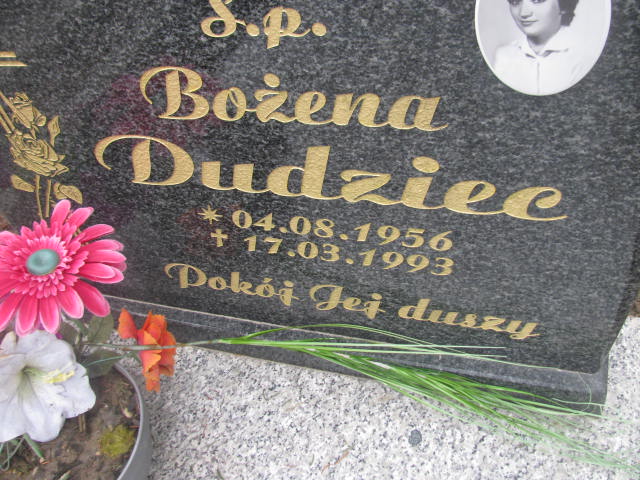 Ś.p.
Bożena
Dudziec
* 04.08.1956
✝ 17.03.1993
Pokój Jej duszy